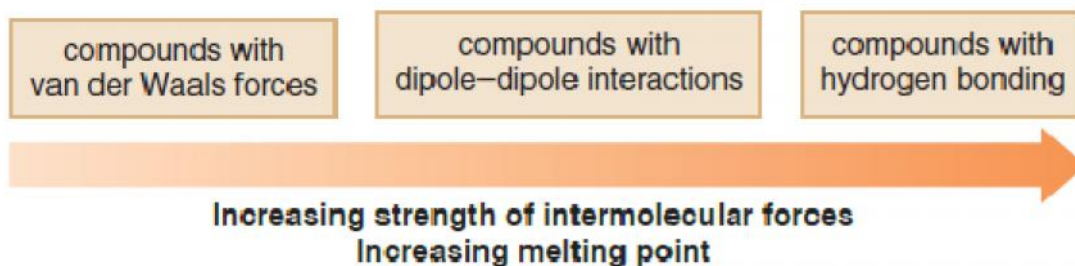 compounds with
van der Waals forces
compounds with
dipole–dipole interactions
compounds with
hydrogen bonding
Increasing strength of intermolecular forces
Increasing melting point